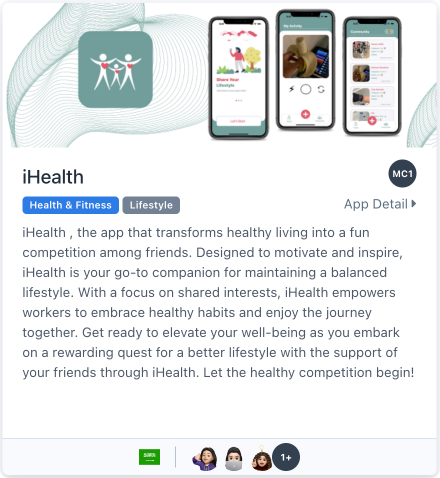 Share Your
Lifestyle
My Activity
Community
iHealth
MC1
Health & Fitness
Lifestyle
App Detail
iHealth , the app that transforms healthy living into a fun
competition among friends. Designed to motivate and inspire,
iHealth is your go-to companion for maintaining a balanced
lifestyle. With a focus on shared interests, iHealth empowers
workers to embrace healthy habits and enjoy the journey
together. Get ready to elevate your well-being as you embark
on a rewarding quest for a better lifestyle with the support of
your friends through iHealth. Let the healthy competition begin!
1+